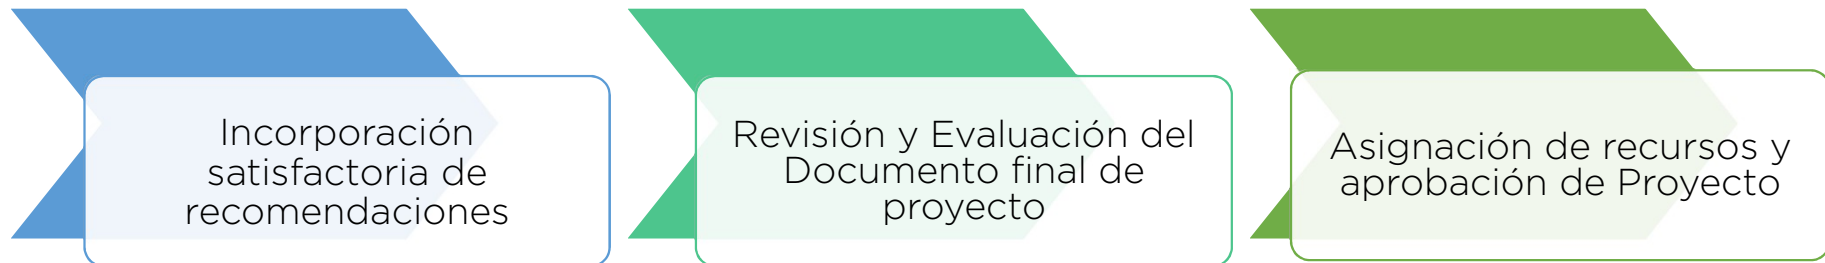 Incorporación
satisfactoria de
recomendaciones
Revisión y Evaluación del
Documento final de
proyecto
Asignación de recursos y
aprobación de Proyecto